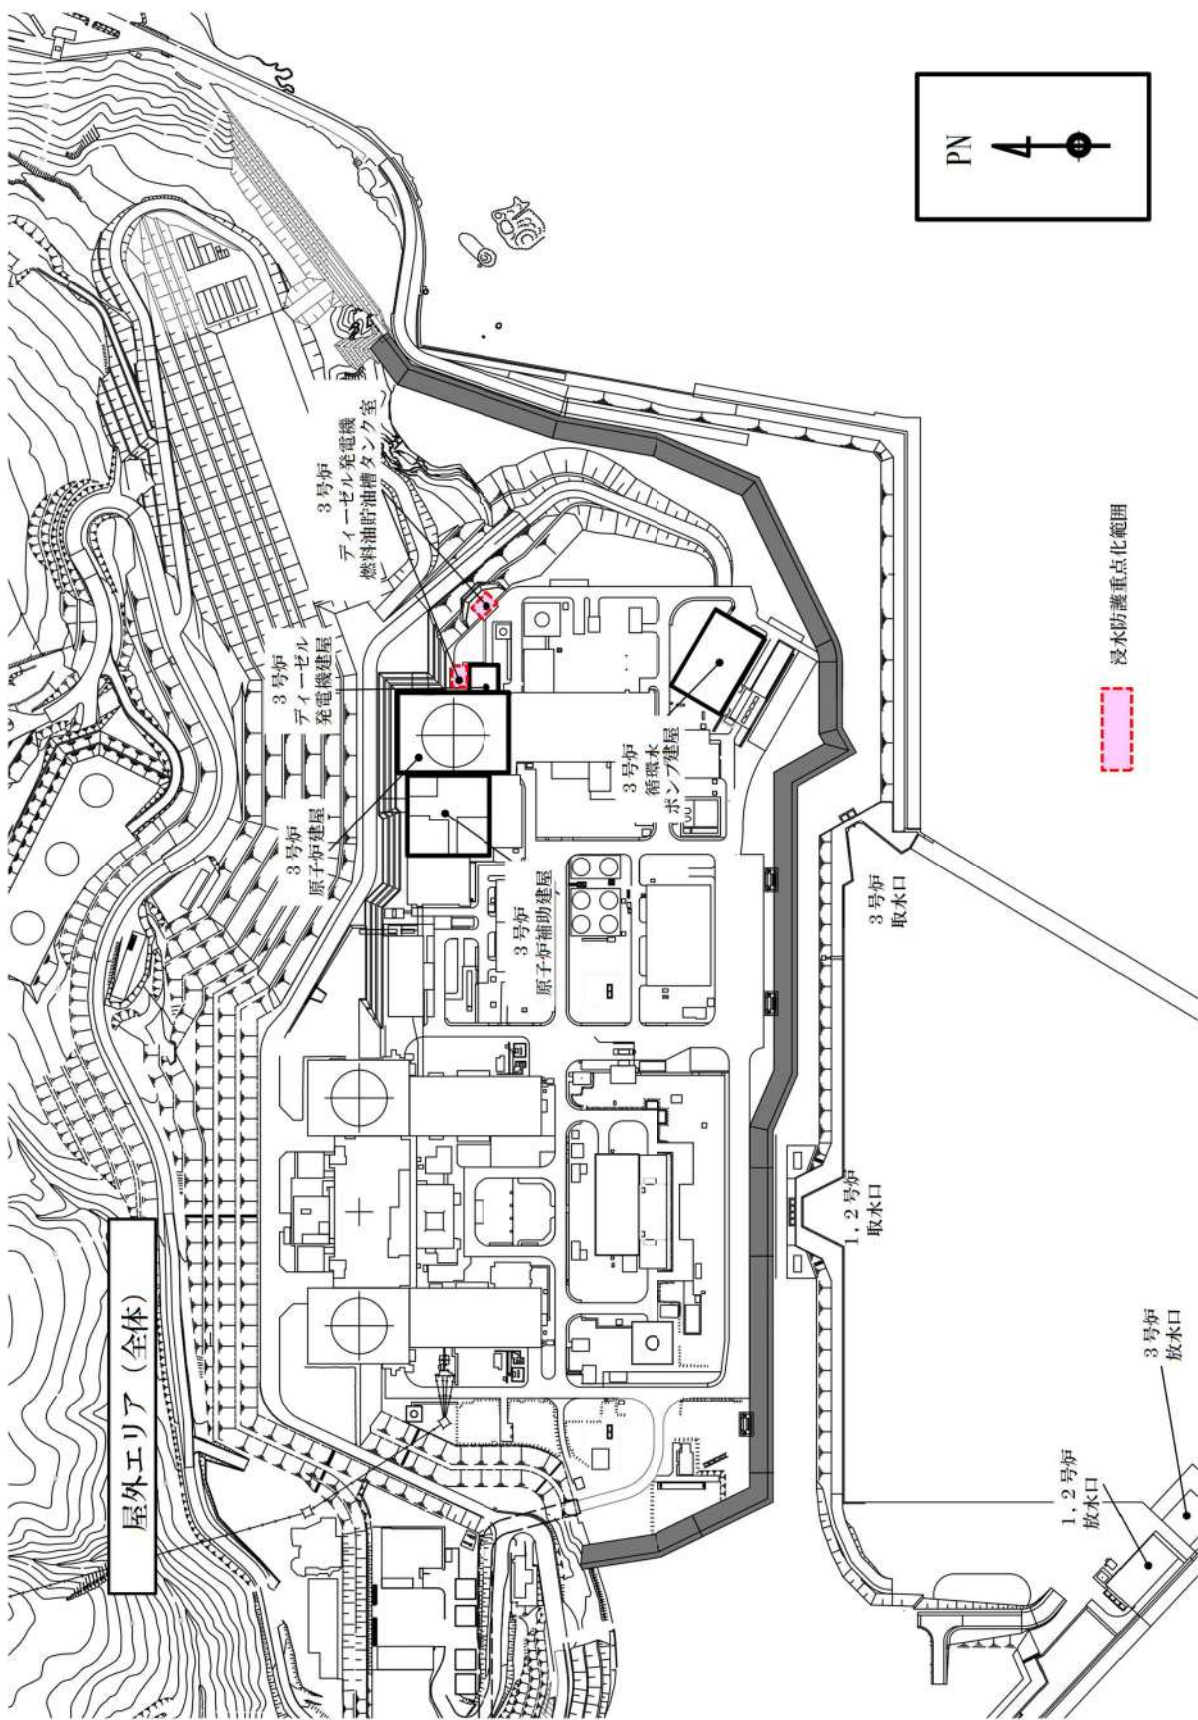 屋外エリア（全体）
3号炉
原子炉建屋
3号炉
ディーゼル
発電機建屋
3号炉
ディーゼル発電機
燃料油貯油槽タンク室
3号炉
原子炉補助建屋
3号炉
循環水
ポンプ建屋
1，2号炉
取水口
3号炉
取水口
1，2号炉
放水口
3号炉
放水口
浸水防護重点化範囲
PN